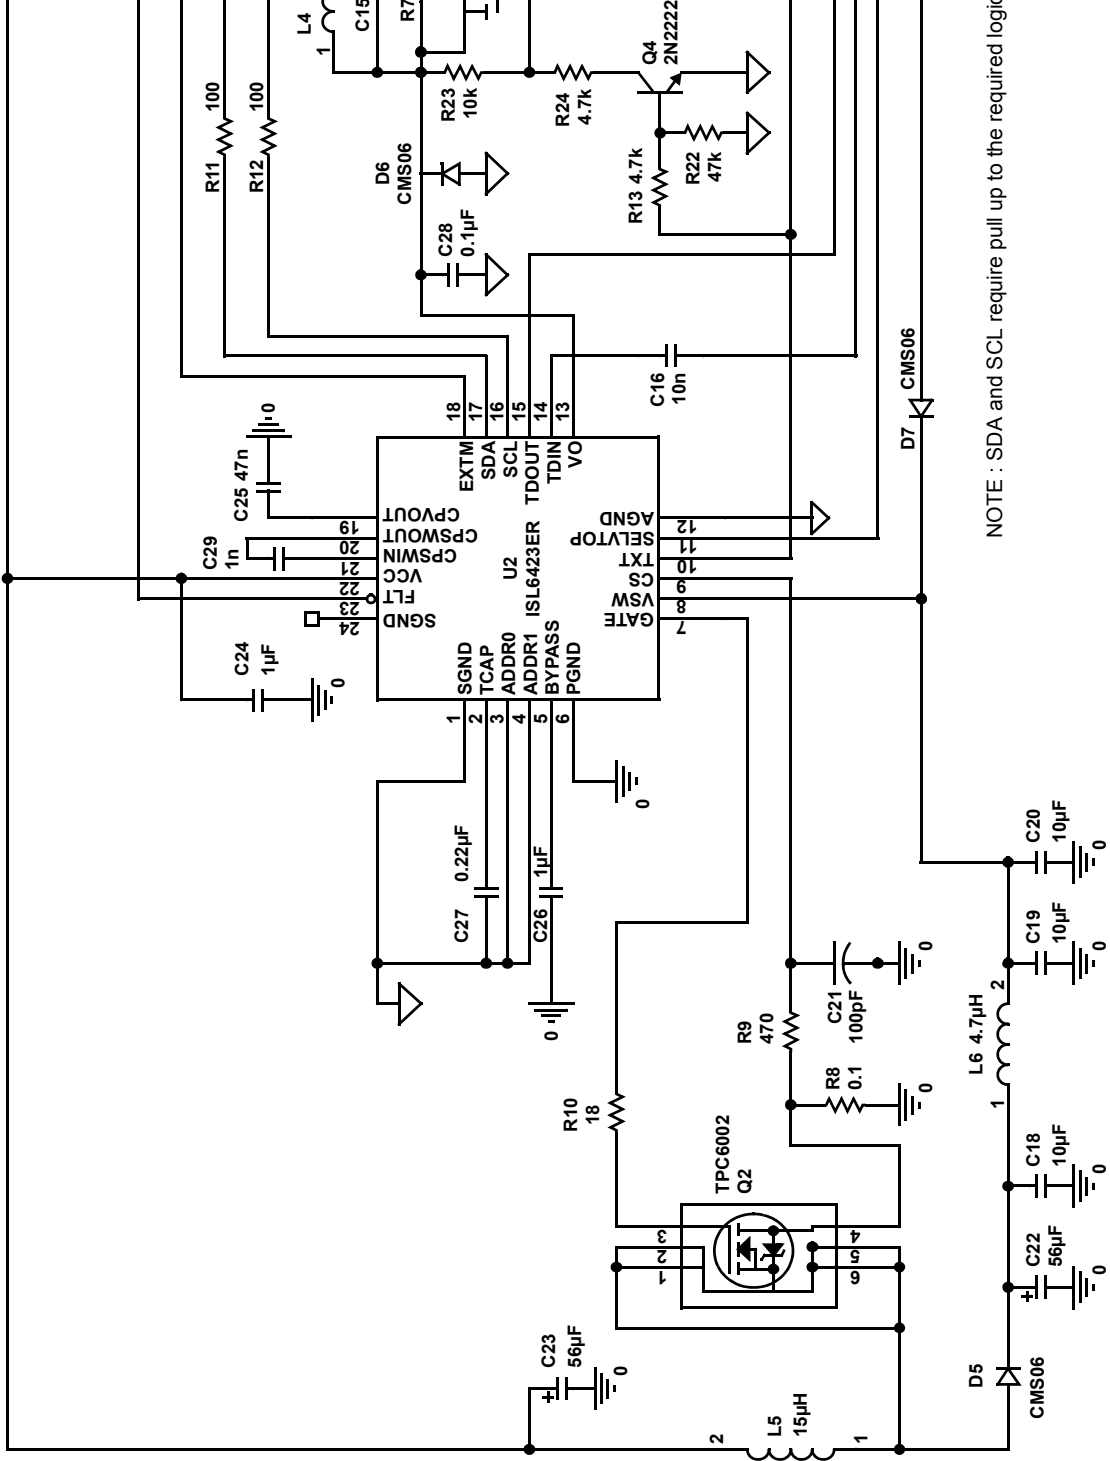 L4
1
C15
R7
R11 100
R12 100
R23
10k
R24
4.7k
Q4
2N2222
D6
CMS06
R13 4.7k
R22
47k
C28
0.1µF
C16
10n
D7 CMS06
NOTE : SDA and SCL require pull up to the required logic
C25 47n
0
C29
1n
C24
1µF
0
18
17
16
15
14
13
EXTM
SDA
SCL
TDOUT
TDIN
VO
19
20
21
22
23
24
CPVOUT
CPSWOUT
CPSWIN
VCC
FLT
SGND
U2
ISL6423ER
AGND
SELVTOP
TXT
CS
VSW
GATE
12
11
10
9
8
7
SGND
TCAP
ADDR0
ADDR1
BYPASS
PGND
1
2
3
4
5
6
0
C27 0.22µF
C26 1µF
0
R10
18
R9
470
C21
100pF
0
R8
0.1
0
TPC6002
Q2
3
2
1
4
5
6
C23
56µF
+
0
L5
15µH
2
1
D5
CMS06
C22
56µF
+
0
C18
10µF
0
L6 4.7µH
1
2
C19
10µF
0
C20
10µF
0